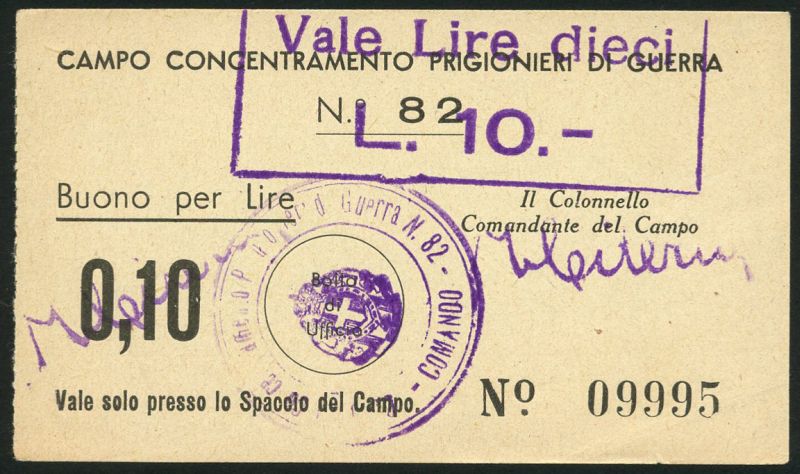 Vale Lire dieci
CAMPO CONCENTRAMENTO PRIGIONIERI DI GUERRA
N.º 82
L. 10.-
Buono per Lire
0,10
Il Colonnello
Comandante del Campo
Guerra N. 82 - COMANDO -
Bollo
di
Ufficio
Vale solo presso lo Spaccio del Campo.
Nº 09995